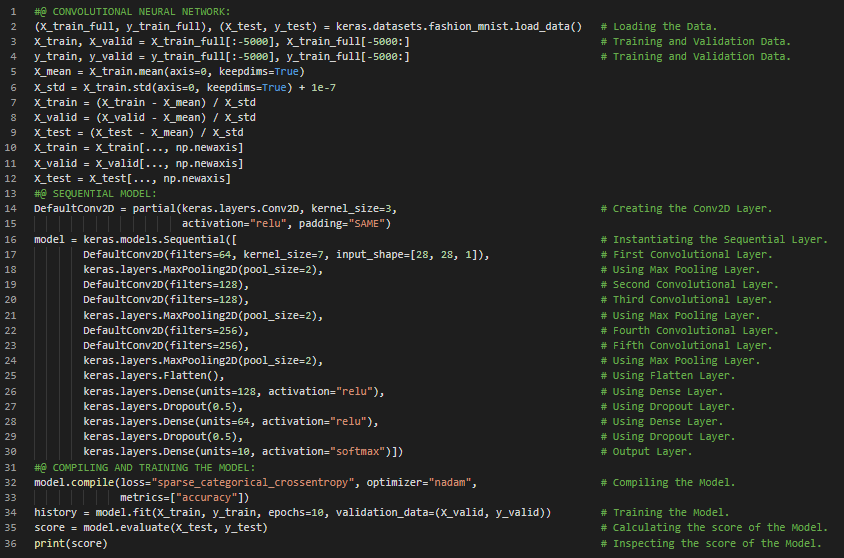 1 #@ CONVOLUTIONAL NEURAL NETWORK:
2 (X_train_full, y_train_full), (X_test, y_test) = keras.datasets.fashion_mnist.load_data() # Loading the Data.
3 X_train, X_valid = X_train_full[:-5000], X_train_full[-5000:] # Training and Validation Data.
4 y_train, y_valid = y_train_full[:-5000], y_train_full[-5000:] # Training and Validation Data.
5 X_mean = X_train.mean(axis=0, keepdims=True)
6 X_std = X_train.std(axis=0, keepdims=True) + 1e-7
7 X_train = (X_train - X_mean) / X_std
8 X_valid = (X_valid - X_mean) / X_std
9 X_test = (X_test - X_mean) / X_std
10 X_train = X_train[..., np.newaxis]
11 X_valid = X_valid[..., np.newaxis]
12 X_test = X_test[..., np.newaxis]
13 #@ SEQUENTIAL MODEL:
14 DefaultConv2D = partial(keras.layers.Conv2D, kernel_size=3, # Creating the Conv2D Layer.
15 activation="relu", padding="SAME")
16 model = keras.models.Sequential([ # Instantiating the Sequential Layer.
17 DefaultConv2D(filters=64, kernel_size=7, input_shape=[28, 28, 1]), # First Convolutional Layer.
18 keras.layers.MaxPooling2D(pool_size=2), # Using Max Pooling Layer.
19 DefaultConv2D(filters=128), # Second Convolutional Layer.
20 DefaultConv2D(filters=128), # Third Convolutional Layer.
21 keras.layers.MaxPooling2D(pool_size=2), # Using Max Pooling Layer.
22 DefaultConv2D(filters=256), # Fourth Convolutional Layer.
23 DefaultConv2D(filters=256), # Fifth Convolutional Layer.
24 keras.layers.MaxPooling2D(pool_size=2), # Using Max Pooling Layer.
25 keras.layers.Flatten(), # Using Flatten Layer.
26 keras.layers.Dense(units=128, activation="relu"), # Using Dense Layer.
27 keras.layers.Dropout(0.5), # Using Dropout Layer.
28 keras.layers.Dense(units=64, activation="relu"), # Using Dense Layer.
29 keras.layers.Dropout(0.5), # Using Dropout Layer.
30 keras.layers.Dense(units=10, activation="softmax")]) # Output Layer.
31 #@ COMPILING AND TRAINING THE MODEL:
32 model.compile(loss="sparse_categorical_crossentropy", optimizer="nadam", # Compiling the Model.
33 metrics=["accuracy"])
34 history = model.fit(X_train, y_train, epochs=10, validation_data=(X_valid, y_valid)) # Training the Model.
35 score = model.evaluate(X_test, y_test) # Calculating the score of the Model.
36 print(score) # Inspecting the score of the Model.